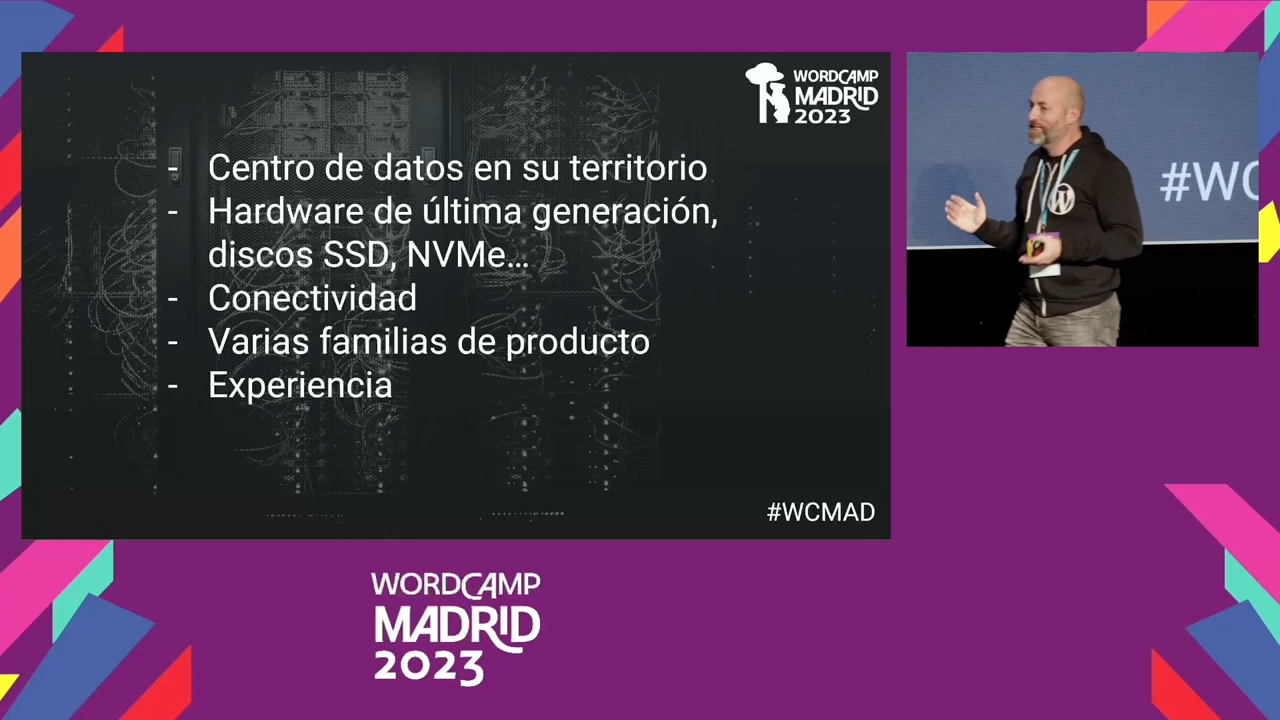 WORDCAMP
MADRID
2023
- Centro de datos en su territorio
- Hardware de última generación,
discos SSD, NVMe…
- Conectividad
- Varias familias de producto
- Experiencia
#WCMAD
#WC
WORDCAMP
MADRID
2023